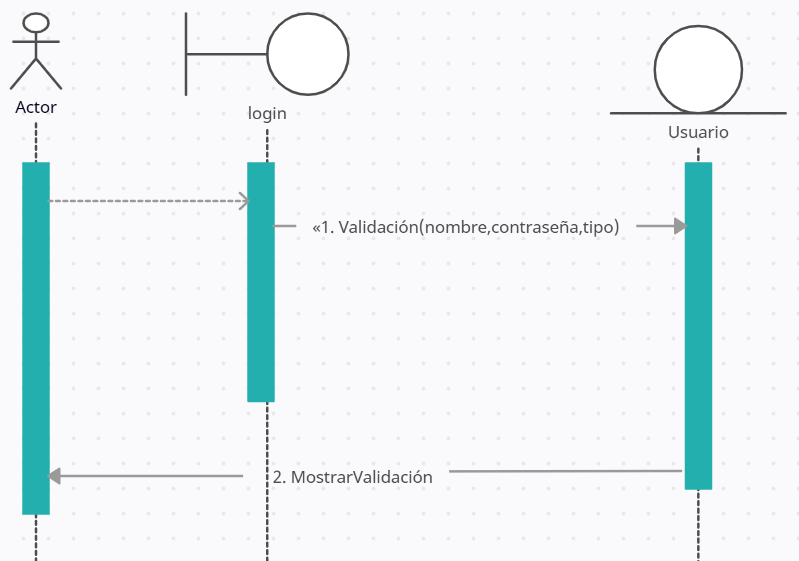 Actor
login
Usuario
«1. Validación(nombre,contraseña,tipo)
2. MostrarValidación